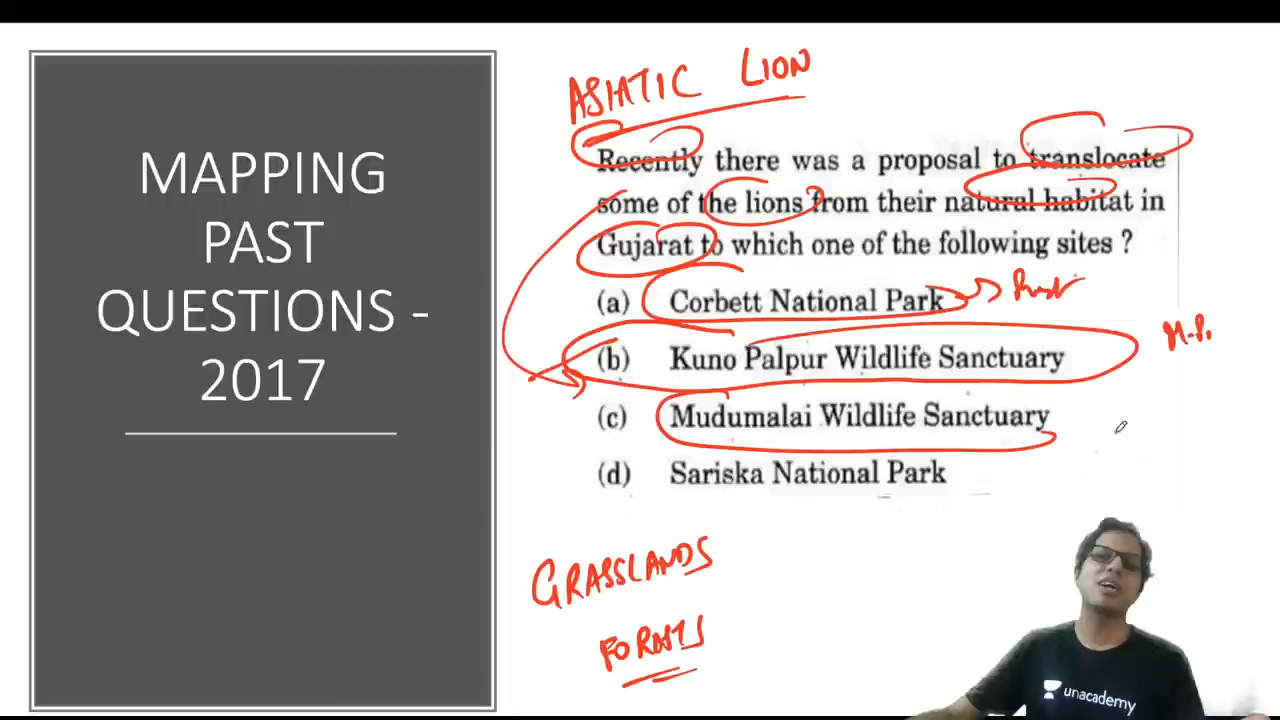 MAPPING
PAST
QUESTIONS -
2017
ASIATIC LION
Recently there was a proposal to translocate
some of the lions from their natural habitat in
Gujarat to which one of the following sites ?
(a) Corbett National Park
(b) Kuno Palpur Wildlife Sanctuary
M.P.
(c) Mudumalai Wildlife Sanctuary
(d) Sariska National Park
GRASSLANDS
FORESTS
unacademy